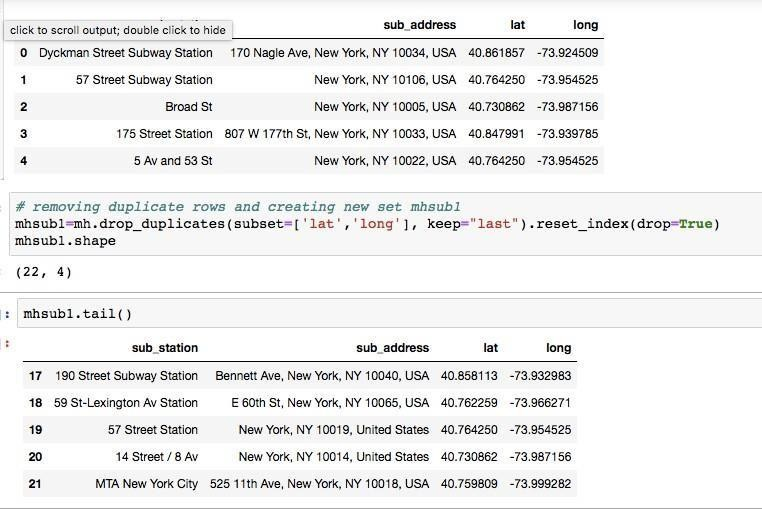 click to scroll output; double click to hide
sub_address lat long
0 Dyckman Street Subway Station 170 Nagle Ave, New York, NY 10034, USA 40.861857 -73.924509
1 57 Street Subway Station New York, NY 10106, USA 40.764250 -73.954525
2 Broad St New York, NY 10005, USA 40.730862 -73.987156
3 175 Street Station 807 W 177th St, New York, NY 10033, USA 40.847991 -73.939785
4 5 Av and 53 St New York, NY 10022, USA 40.764250 -73.954525
# removing duplicate rows and creating new set mhsub1
mhsub1=mh.drop_duplicates(subset=['lat','long'], keep="last").reset_index(drop=True)
mhsub1.shape
(22, 4)
]: mhsub1.tail()
]:
sub_station sub_address lat long
17 190 Street Subway Station Bennett Ave, New York, NY 10040, USA 40.858113 -73.932983
18 59 St-Lexington Av Station E 60th St, New York, NY 10065, USA 40.762259 -73.966271
19 57 Street Station New York, NY 10019, United States 40.764250 -73.954525
20 14 Street / 8 Av New York, NY 10014, United States 40.730862 -73.987156
21 MTA New York City 525 11th Ave, New York, NY 10018, USA 40.759809 -73.999282